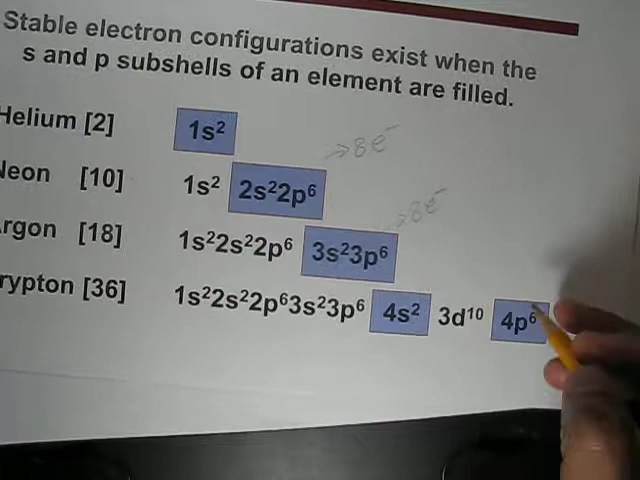 Stable electron configurations exist when the
s and p subshells of an element are filled.
Helium [2] 1s²
→8e⁻
Neon [10] 1s² 2s²2p⁶
→8e⁻
rgon [18] 1s²2s²2p⁶ 3s²3p⁶
rypton [36] 1s²2s²2p⁶3s²3p⁶ 4s² 3d¹⁰ 4p⁶